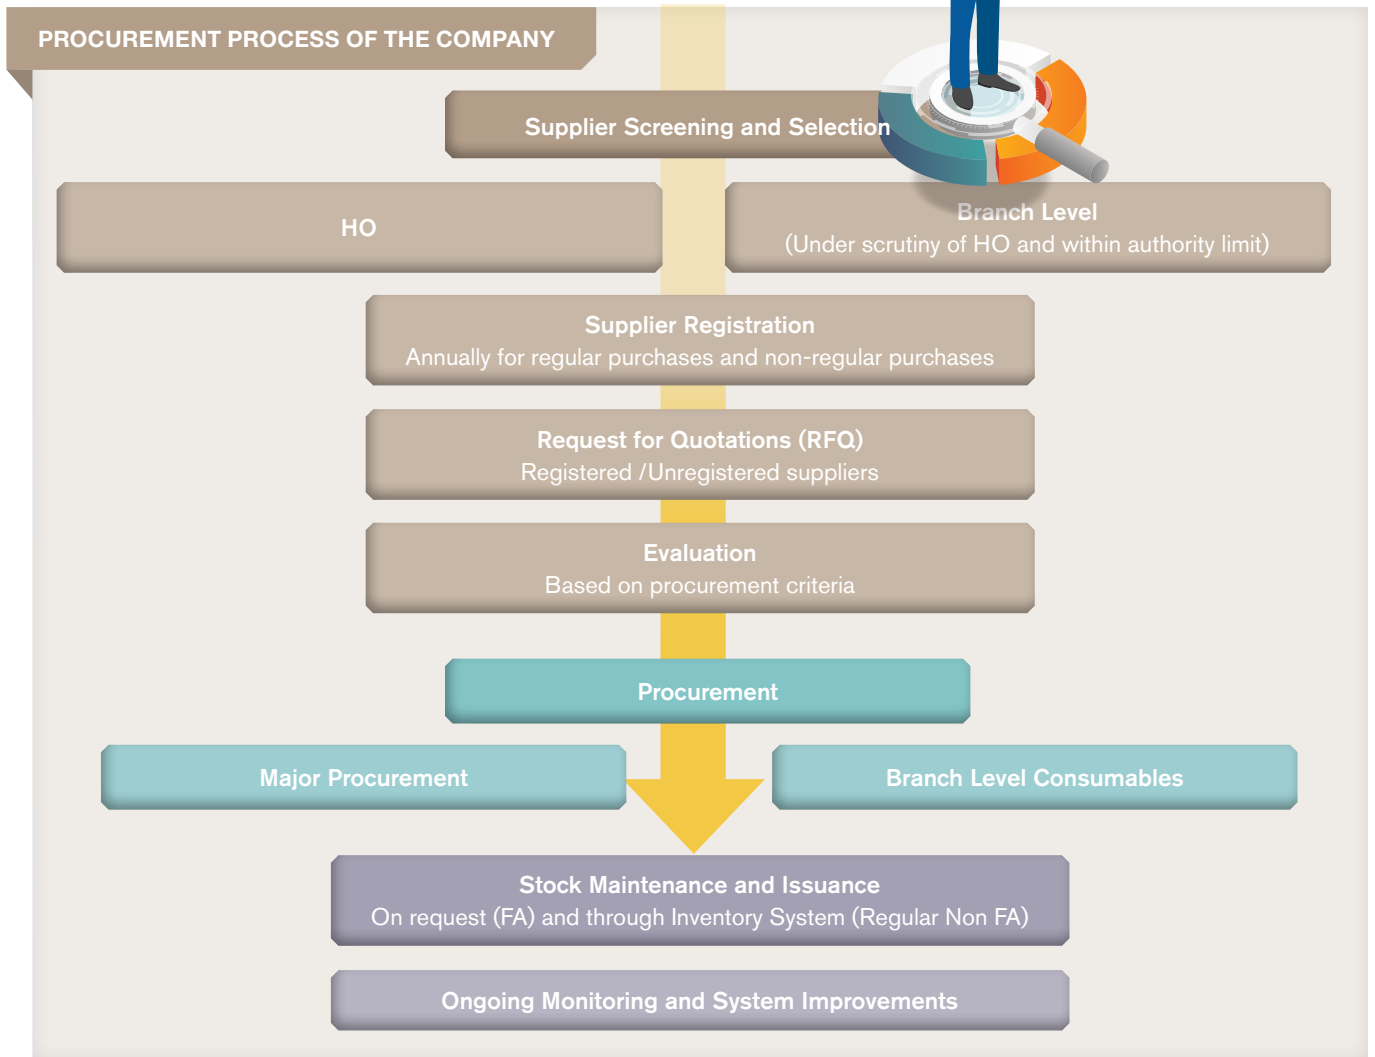 PROCUREMENT PROCESS OF THE COMPANY
Supplier Screening and Selection
HO
Branch Level
(Under scrutiny of HO and within authority limit)
Supplier Registration
Annually for regular purchases and non-regular purchases
Request for Quotations (RFQ)
Registered /Unregistered suppliers
Evaluation
Based on procurement criteria
Procurement
Major Procurement
Branch Level Consumables
Stock Maintenance and Issuance
On request (FA) and through Inventory System (Regular Non FA)
Ongoing Monitoring and System Improvements